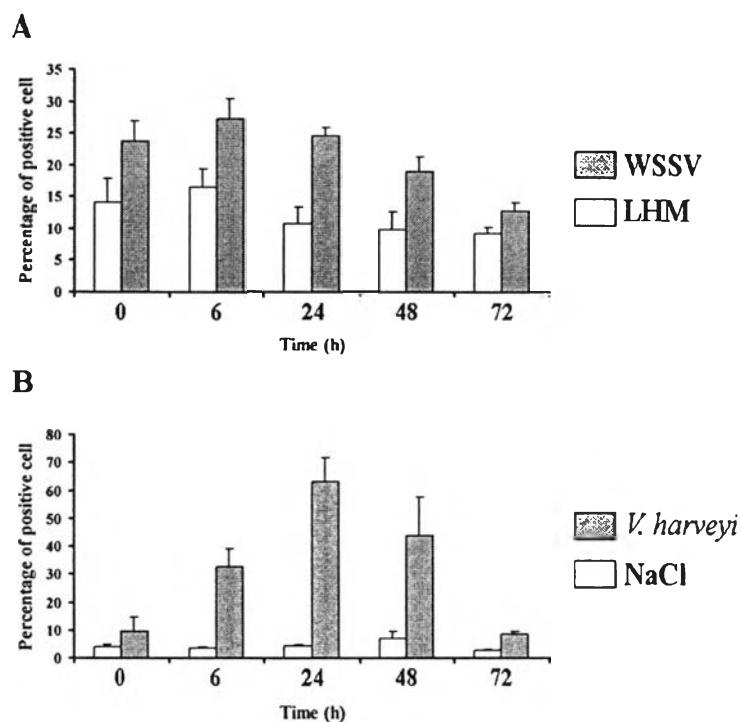 A
Percentage of positive cell
35
30
25
20
15
10
5
0
0 6 24 48 72
Time (h)
WSSV
LHM
B
Percentage of positive cell
80
70
60
50
40
30
20
10
0
0 6 24 48 72
Time (h)
V. harveyi
NaCl